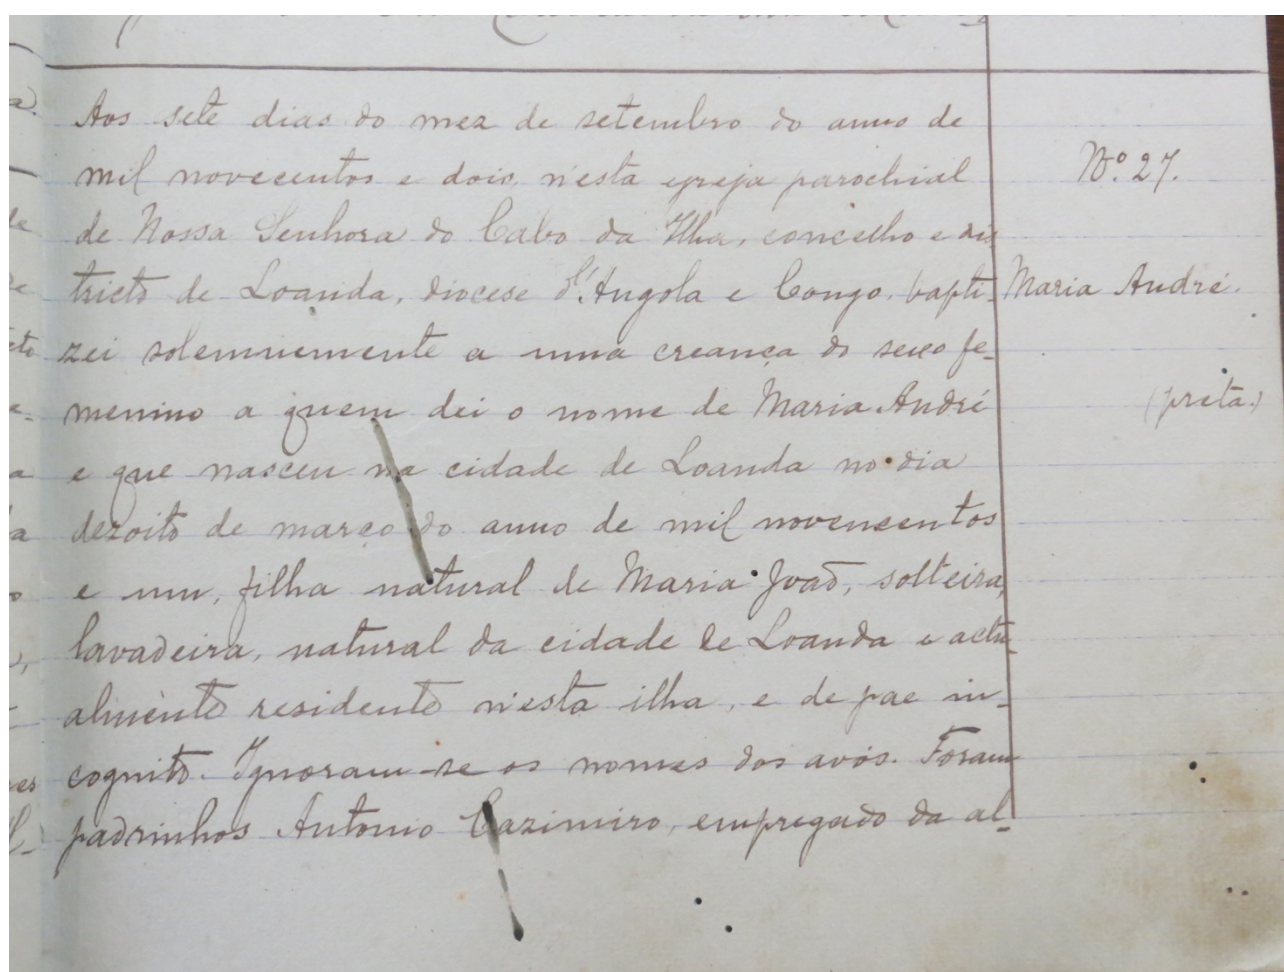 Aos sete dias do mez de setembro do anno de
mil novecentos e dois, n'esta egreja parochial
de Nossa Senhora do Cabo da Ilha, concelho e dis
tricto de Loanda, diocese d'Angola e Congo, bapti-
zei solemnemente a uma creança do sexo fe-
menino a quem dei o nome de Maria André
e que nasceu na cidade de Loanda no dia
dezoito de março do anno de mil novencentos
e um, filha natural de Maria João, solteira,
lavadeira, natural da cidade de Loanda e actu-
almente residente n'esta ilha, e de pae in-
cognito. Ignoram-se os nomes dos avós. Foram
padrinhos Antonio Cazimiro, empregado da al-
Nº. 27.
Maria André.
(preta.)